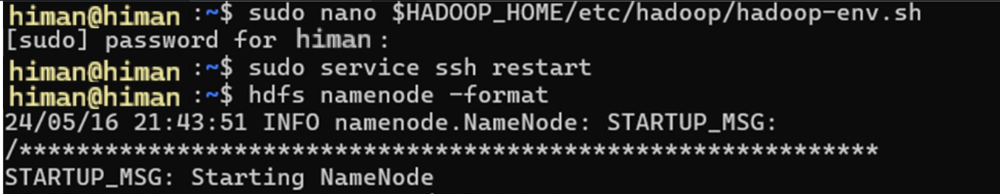 himan@himan :~$ sudo nano $HADOOP_HOME/etc/hadoop/hadoop-env.sh
[sudo] password for himan :
himan@himan :~$ sudo service ssh restart
himan@himan :~$ hdfs namenode -format
24/05/16 21:43:51 INFO namenode.NameNode: STARTUP_MSG:
/************************************************************
STARTUP_MSG: Starting NameNode